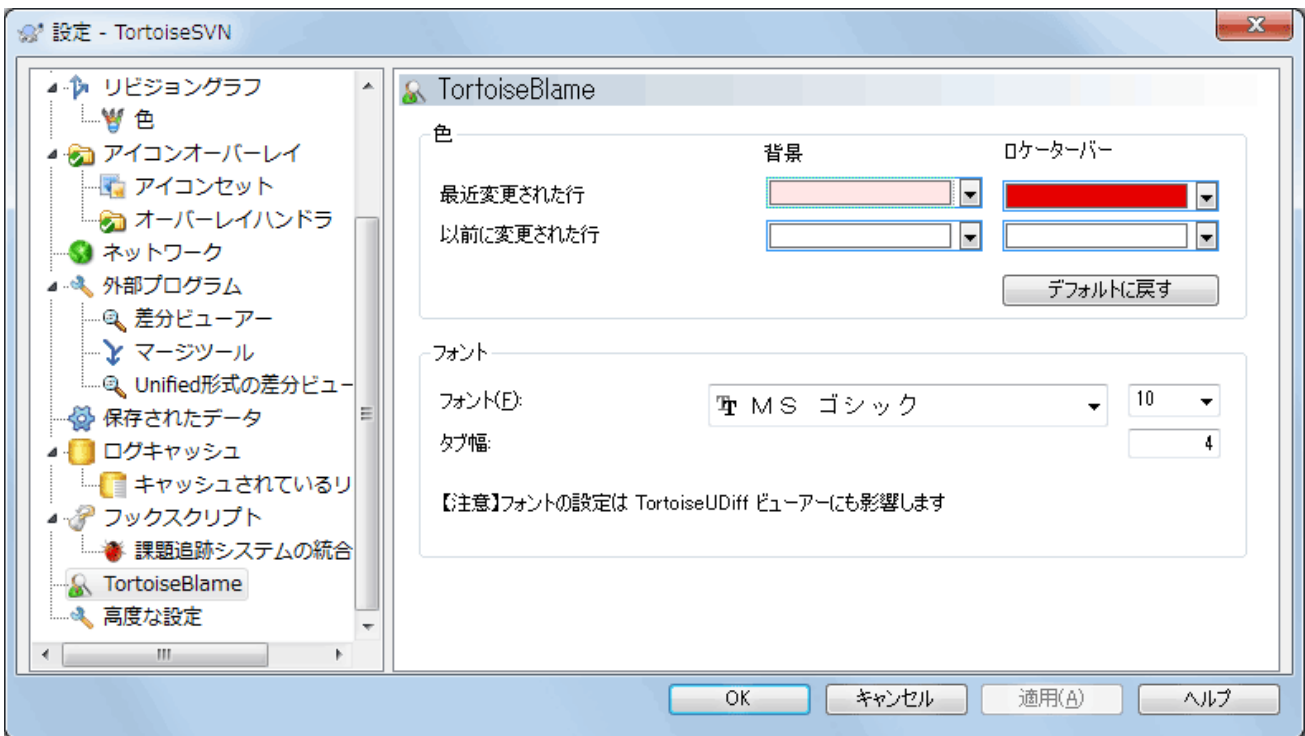 設定 - TortoiseSVN
リビジョングラフ
色
アイコンオーバーレイ
アイコンセット
オーバーレイハンドラ
ネットワーク
外部プログラム
差分ビューアー
マージツール
Unified形式の差分ビュー
保存されたデータ
ログキャッシュ
キャッシュされているリ
フックスクリプト
課題追跡システムの統合
TortoiseBlame
高度な設定
TortoiseBlame
色
背景 ロケーターバー
最近変更された行
以前に変更された行
デフォルトに戻す
フォント
フォント(F): MS ゴシック 10
タブ幅: 4
【注意】フォントの設定は TortoiseUDiff ビューアーにも影響します
OK キャンセル 適用(A) ヘルプ